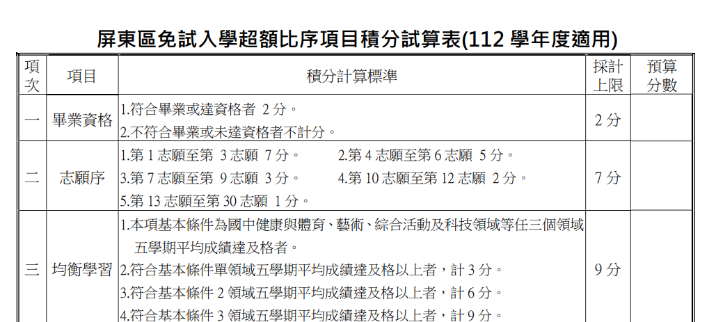 屏東區免試入學超額比序項目積分試算表(112 學年度適用)
項次 項目 積分計算標準 採計上限 預算分數
一 畢業資格 1.符合畢業或達資格者 2 分。 2 分
2.不符合畢業或未達資格者不計分。
1.第 1 志願至第 3 志願 7 分。 2.第 4 志願至第 6 志願 5 分。
二 志願序 3.第 7 志願至第 9 志願 3 分。 4.第 10 志願至第 12 志願 2 分。 7 分
5.第 13 志願至第 30 志願 1 分。
1.本項基本條件為國中健康與體育、藝術、綜合活動及科技領域等任三個領域
五學期平均成績達及格者。
三 均衡學習 2.符合基本條件單領域五學期平均成績達及格以上者，計 3 分。 9 分
3.符合基本條件 2 領域五學期平均成績達及格以上者，計 6 分。
4.符合基本條件 3 領域五學期平均成績達及格以上者，計 9 分。